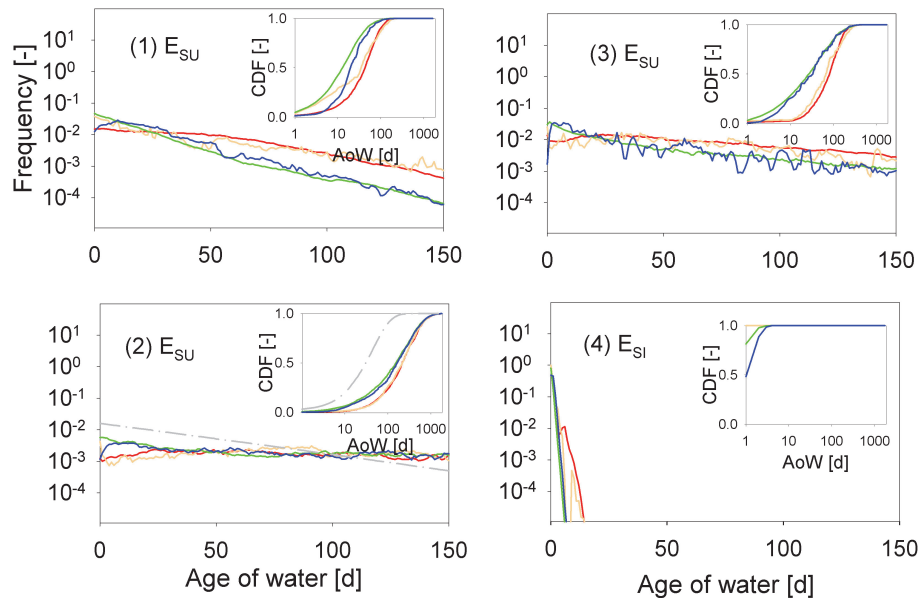 Frequency [-]
10^1
10^0
10^-1
10^-2
10^-3
10^-4
0 50 100 150
(1) E_SU
CDF [-]
1.0
0.5
0.0
1 10 100 1000
AoW [d]
10^1
10^0
10^-1
10^-2
10^-3
10^-4
0 50 100 150
(3) E_SU
CDF [-]
1.0
0.5
0.0
1 10 100 1000
10^1
10^0
10^-1
10^-2
10^-3
10^-4
0 50 100 150
Age of water [d]
(2) E_SU
CDF [-]
1.0
0.5
0.0
10 100 1000
AoW [d]
10^1
10^0
10^-1
10^-2
10^-3
10^-4
0 50 100 150
Age of water [d]
(4) E_SI
CDF [-]
1.0
0.5
0.0
1 10 100 1000
AoW [d]